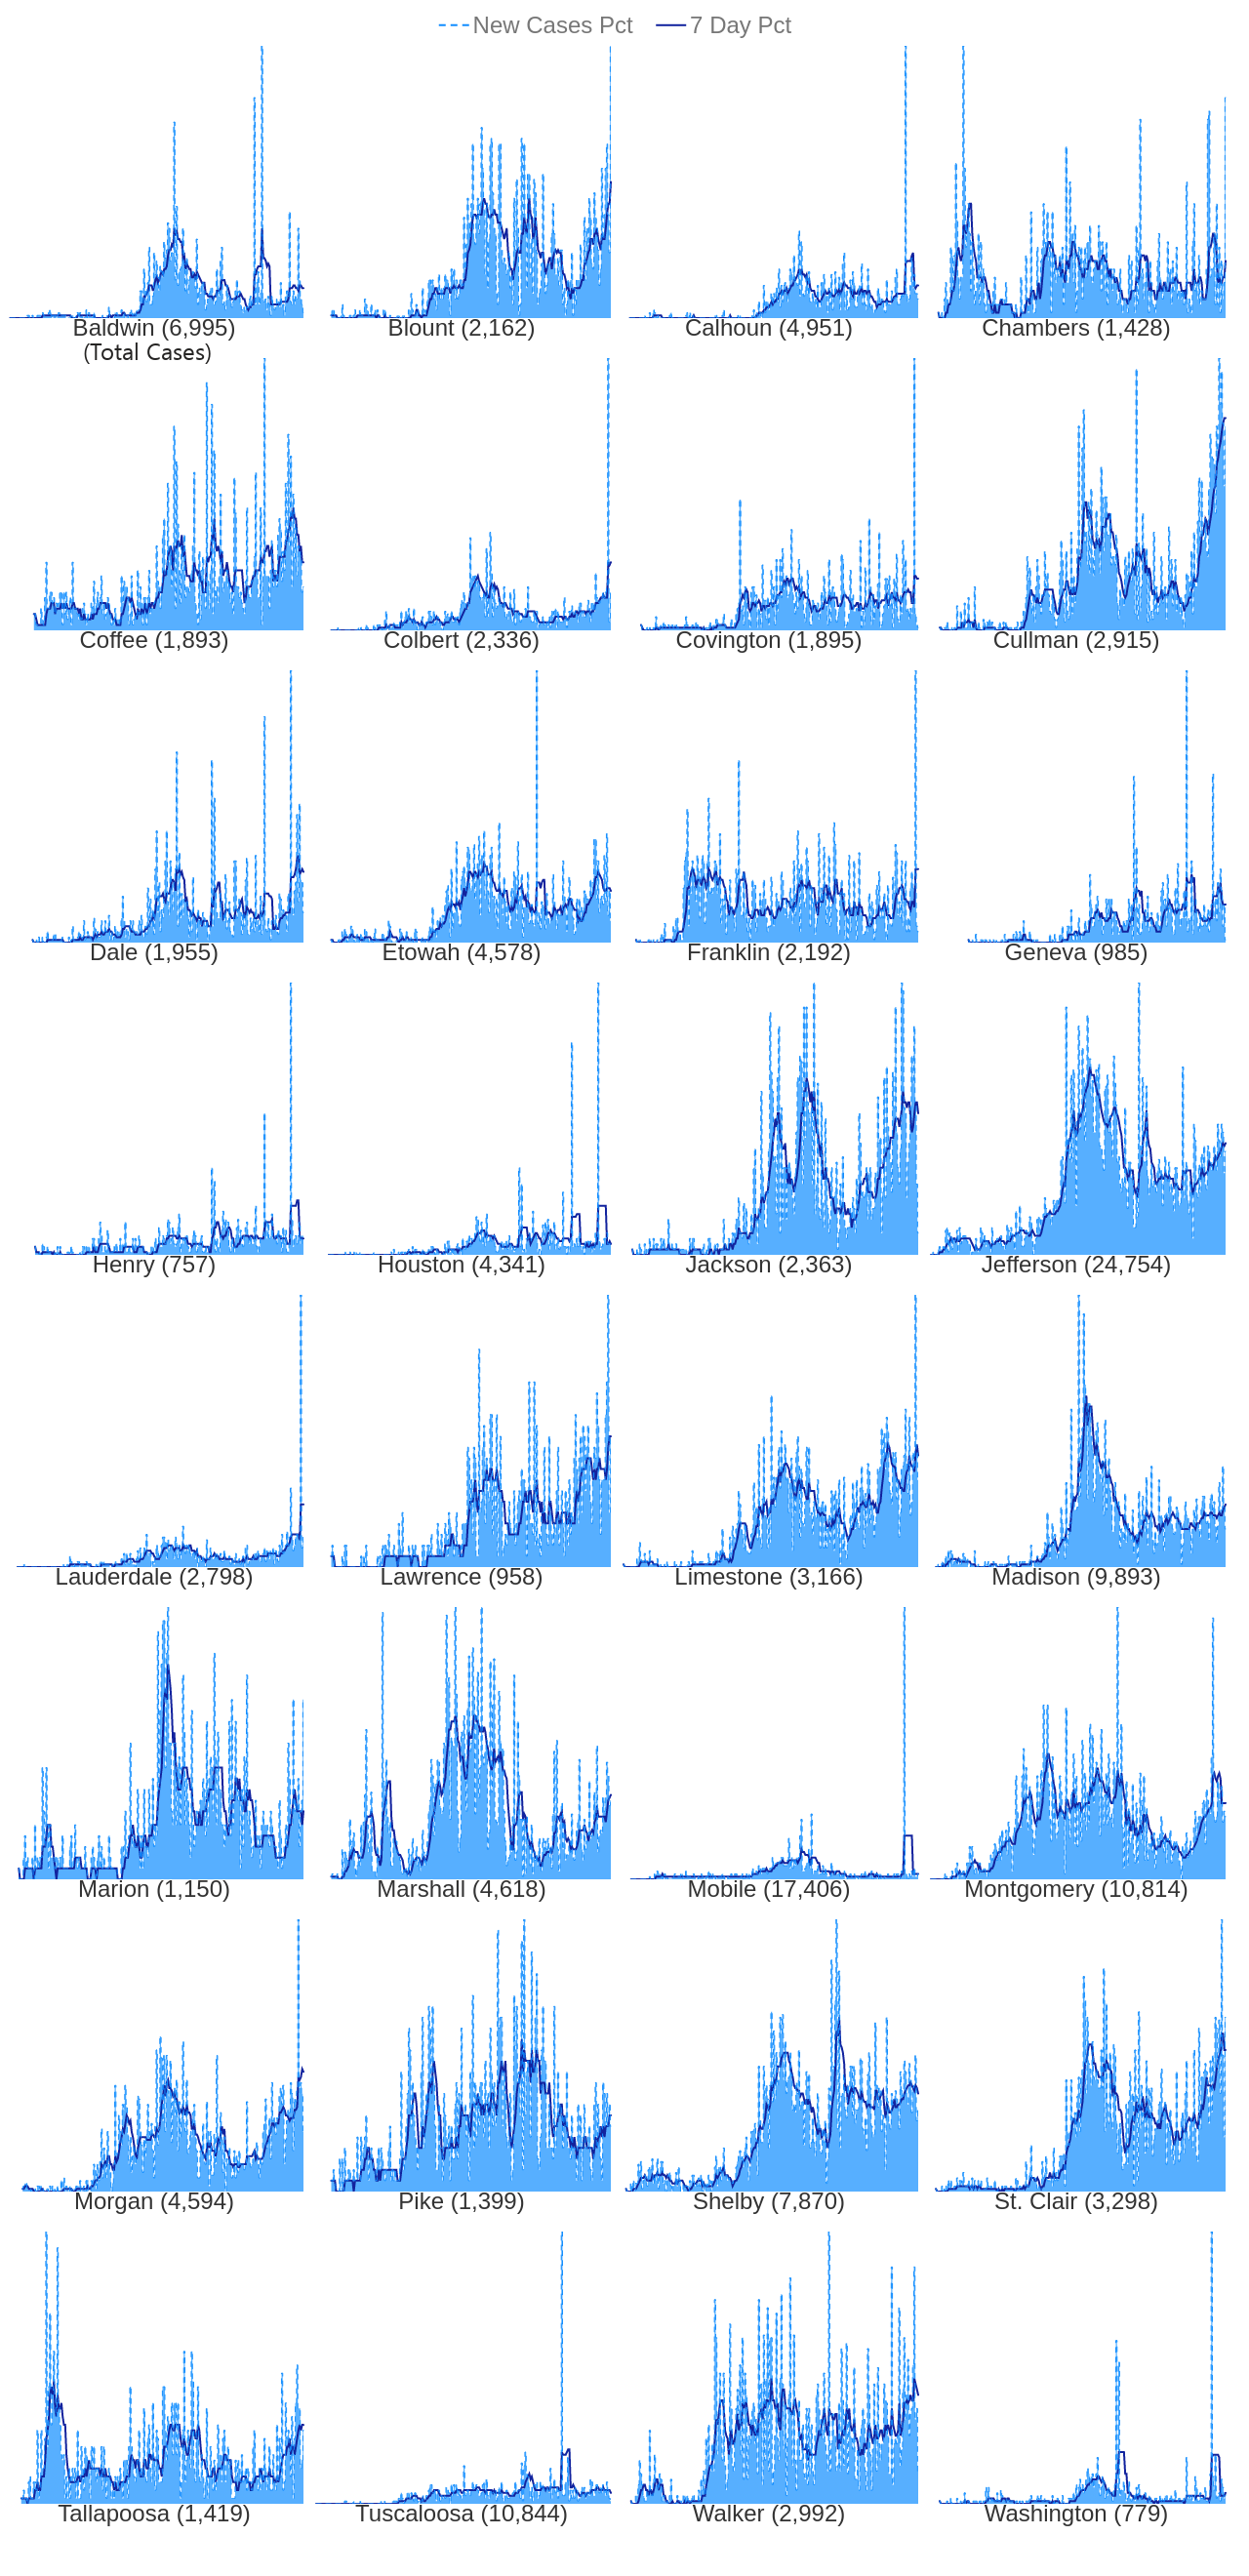 New Cases Pct 7 Day Pct
Baldwin (6,995) Blount (2,162) Calhoun (4,951) Chambers (1,428)
(Total Cases)
Coffee (1,893) Colbert (2,336) Covington (1,895) Cullman (2,915)
Dale (1,955) Etowah (4,578) Franklin (2,192) Geneva (985)
Henry (757) Houston (4,341) Jackson (2,363) Jefferson (24,754)
Lauderdale (2,798) Lawrence (958) Limestone (3,166) Madison (9,893)
Marion (1,150) Marshall (4,618) Mobile (17,406) Montgomery (10,814)
Morgan (4,594) Pike (1,399) Shelby (7,870) St. Clair (3,298)
Tallapoosa (1,419) Tuscaloosa (10,844) Walker (2,992) Washington (779)